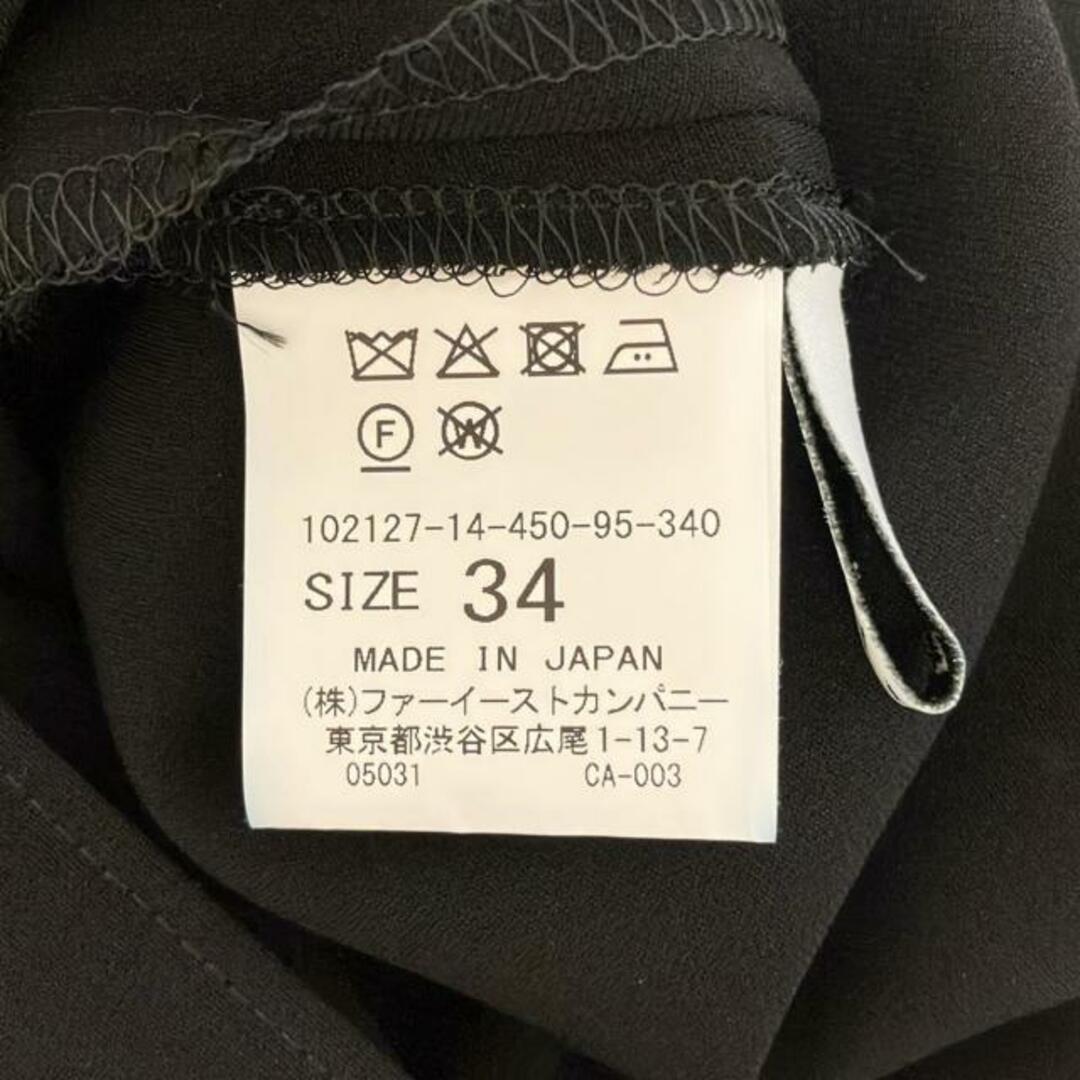 F W
102127-14-450-95-340
SIZE 34
MADE IN JAPAN
(株)ファーイーストカンパニー
東京都渋谷区広尾1-13-7
05031 CA-003